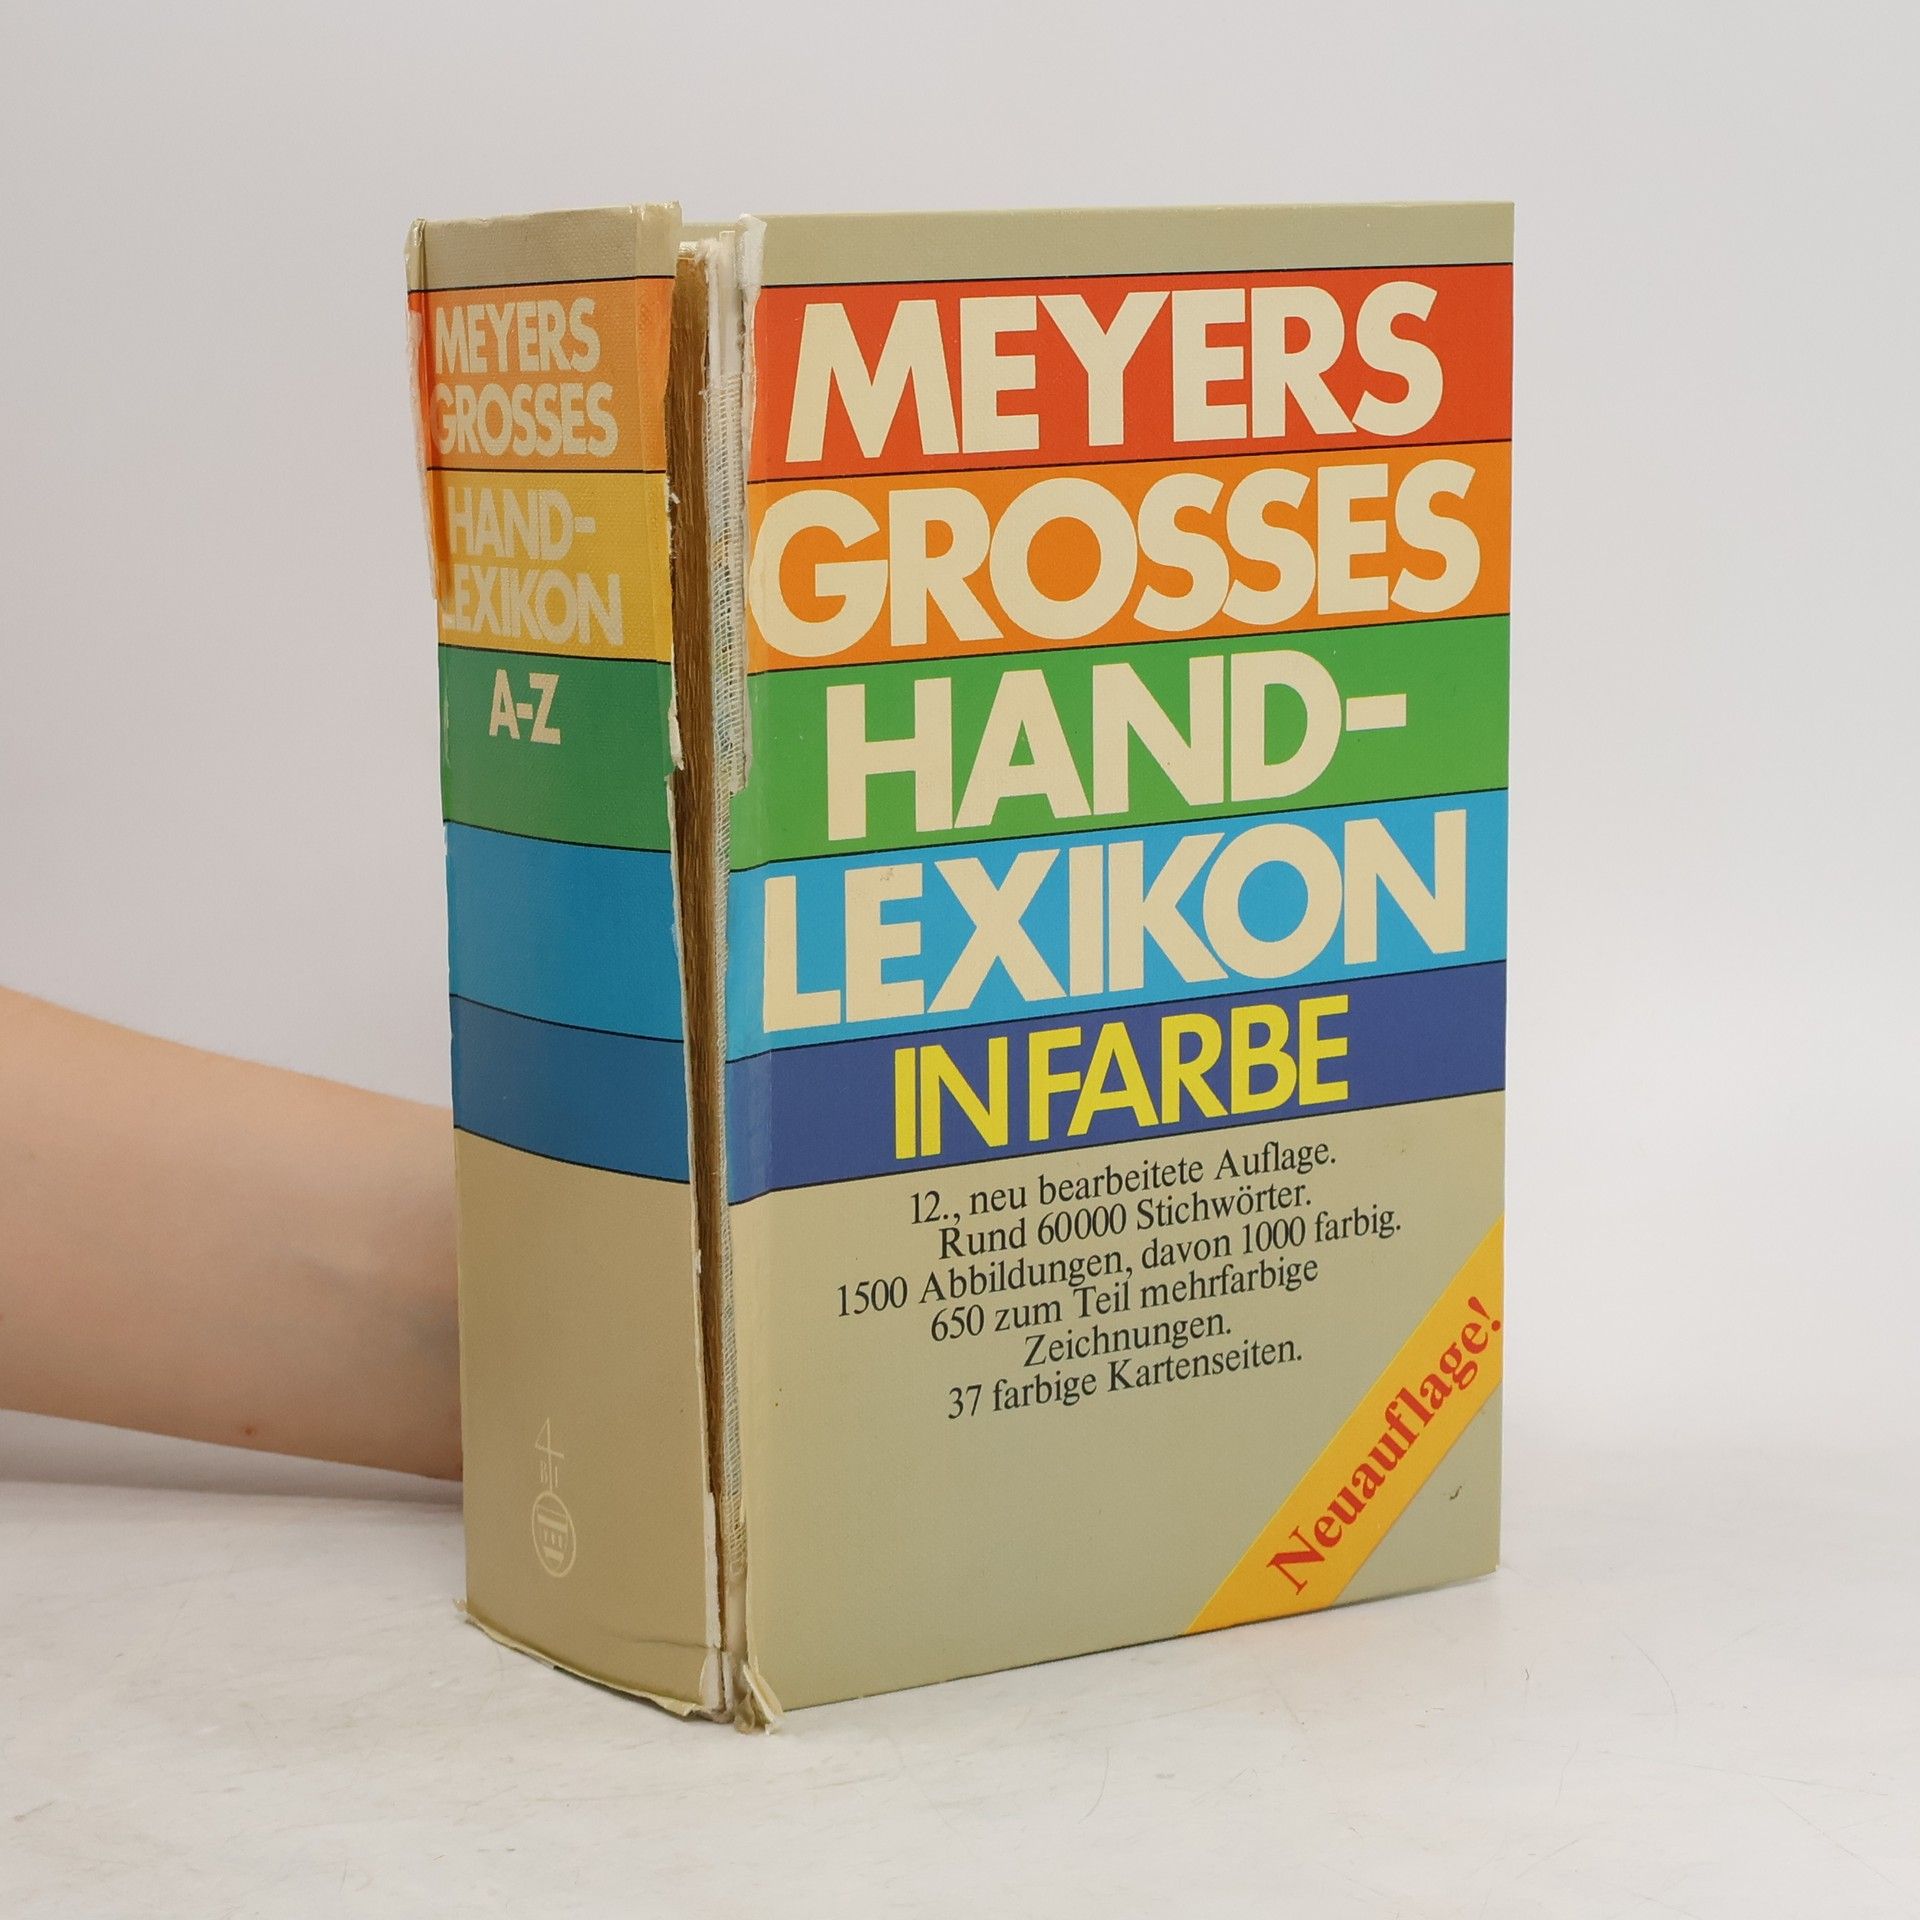 MEYERS
GROSSES
HAND-
LEXIKON
A-Z
BI
MEYERS
GROSSES
HAND-
LEXIKON
IN FARBE
12., neu bearbeitete Auflage.
Rund 60000 Stichwörter.
1500 Abbildungen, davon 1000 farbig.
650 zum Teil mehrfarbige
Zeichnungen.
37 farbige Kartenseiten.
Neuauflage!